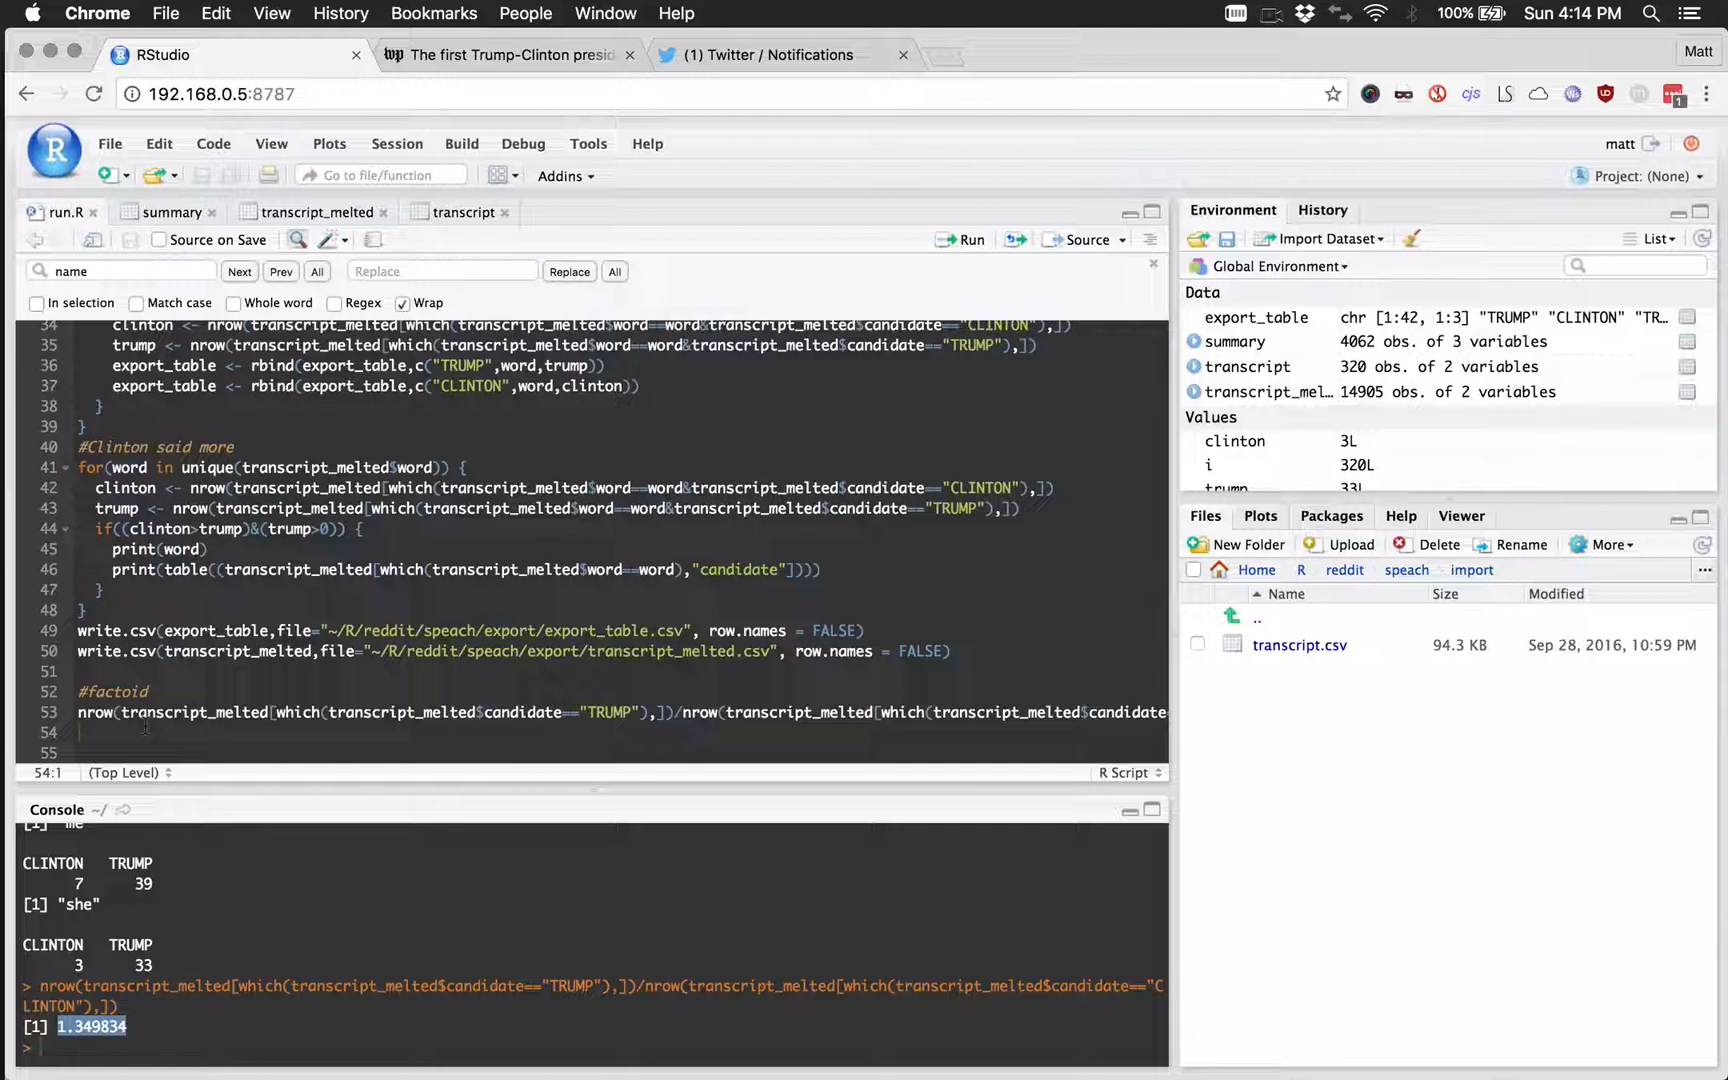 Chrome File Edit View History Bookmarks People Window Help 100% Sun 4:14 PM
RStudio The first Trump-Clinton presid (1) Twitter / Notifications Matt
192.168.0.5:8787 cjs LS 1
R File Edit Code View Plots Session Build Debug Tools Help matt
Go to file/function Addins Project: (None)
run.R summary transcript_melted transcript
Source on Save Run Source
name Next Prev All Replace Replace All
In selection Match case Whole word Regex Wrap
34 clinton <- nrow(transcript_melted[which(transcript_melted$word==word&transcript_melted$candidate=="CLINTON"),])
35 trump <- nrow(transcript_melted[which(transcript_melted$word==word&transcript_melted$candidate=="TRUMP"),])
36 export_table <- rbind(export_table,c("TRUMP",word,trump))
37 export_table <- rbind(export_table,c("CLINTON",word,clinton))
38 }
39 }
40 #Clinton said more
41 for(word in unique(transcript_melted$word)) {
42 clinton <- nrow(transcript_melted[which(transcript_melted$word==word&transcript_melted$candidate=="CLINTON"),])
43 trump <- nrow(transcript_melted[which(transcript_melted$word==word&transcript_melted$candidate=="TRUMP"),])
44 if((clinton>trump)&(trump>0)) {
45 print(word)
46 print(table((transcript_melted[which(transcript_melted$word==word),"candidate"])))
47 }
48 }
49 write.csv(export_table,file="~/R/reddit/speach/export/export_table.csv", row.names = FALSE)
50 write.csv(transcript_melted,file="~/R/reddit/speach/export/transcript_melted.csv", row.names = FALSE)
51
52 #factoid
53 nrow(transcript_melted[which(transcript_melted$candidate=="TRUMP"),])/nrow(transcript_melted[which(transcript_melted$candidate=
54
55
54:1 (Top Level) R Script
Console ~/
[1] "me"
CLINTON TRUMP
7 39
[1] "she"
CLINTON TRUMP
3 33
> nrow(transcript_melted[which(transcript_melted$candidate=="TRUMP"),])/nrow(transcript_melted[which(transcript_melted$candidate=="C
LINTON"),])
[1] 1.349834
>
Environment History
Import Dataset List
Global Environment
Data
export_table chr [1:42, 1:3] "TRUMP" "CLINTON" "TR…
summary 4062 obs. of 3 variables
transcript 320 obs. of 2 variables
transcript_mel… 14905 obs. of 2 variables
Values
clinton 3L
i 320L
trump 33L
Files Plots Packages Help Viewer
New Folder Upload Delete Rename More
Home R reddit speach import ...
Name Size Modified
..
transcript.csv 94.3 KB Sep 28, 2016, 10:59 PM